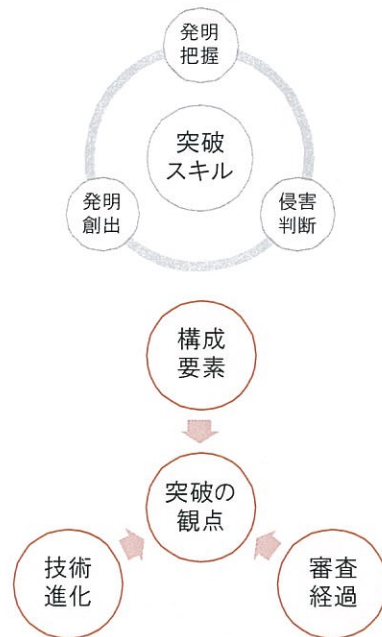 発明
把握
突破
スキル
発明
創出
侵害
判断
構成
要素
突破の
観点
技術
進化
審査
経過